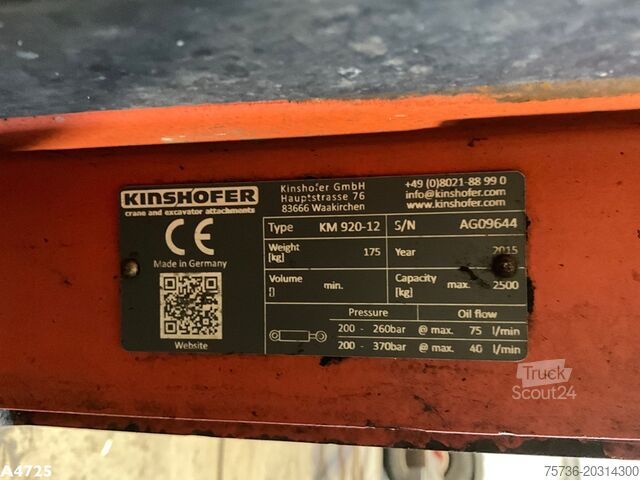 KINSHOFER
crane and excavator attachments
Kinshofer GmbH
Hauptstrasse 76
83666 Waakirchen
+49 (0)8021-88 99 0
info@kinshofer.com
www.kinshofer.com
CE
Made in Germany
Website
Type KM 920-12 S/N AG09644
Weight [kg] 175 Year 2015
Volume [l] min. Capacity [kg] max. 2500
Pressure Oil flow
200 - 260bar @ max. 75 l/min
200 - 370bar @ max. 40 l/min
Truck
Scout24
A4725
75736-20314300